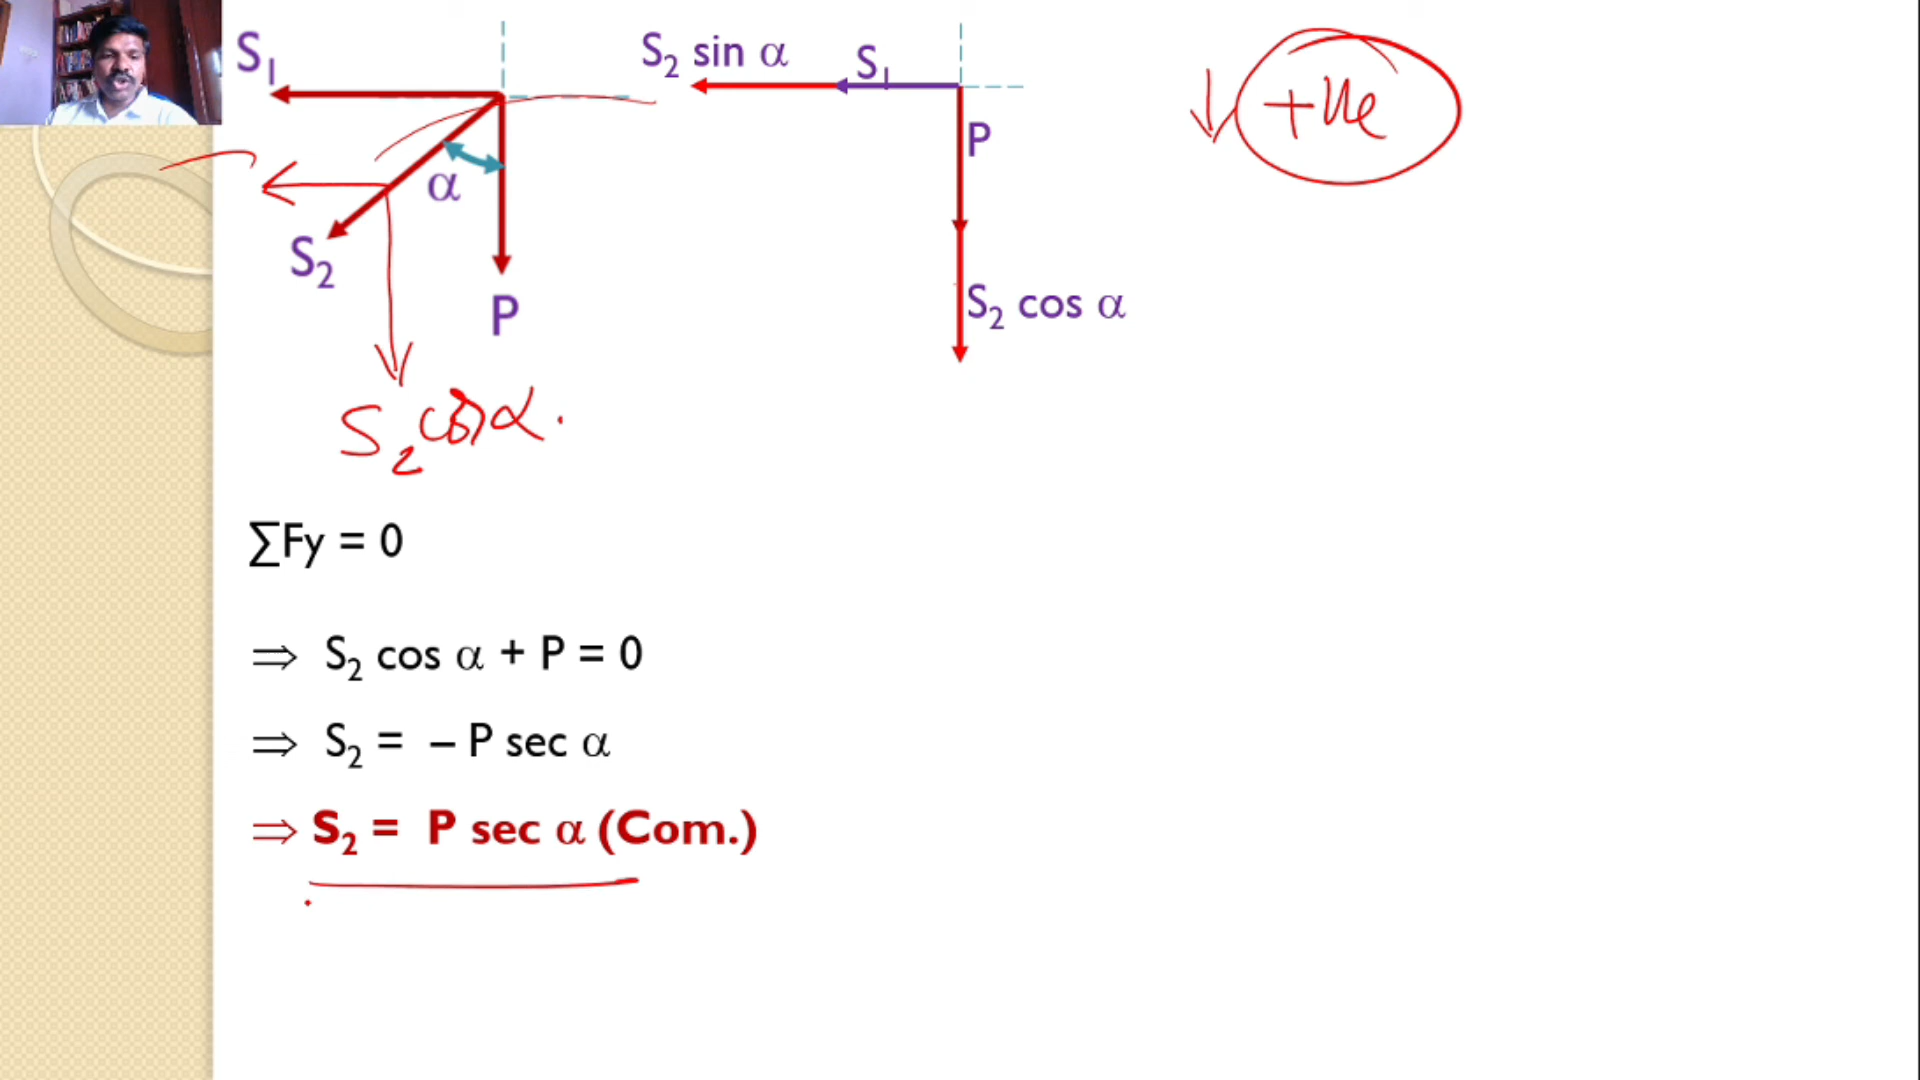 S₁
α
S₂
P
S₂ cos α.
S₂ sin α
S₁
P
S₂ cos α
+ve
∑Fy = 0
⇒ S₂ cos α + P = 0
⇒ S₂ = – P sec α
⇒ S₂ = P sec α (Com.)